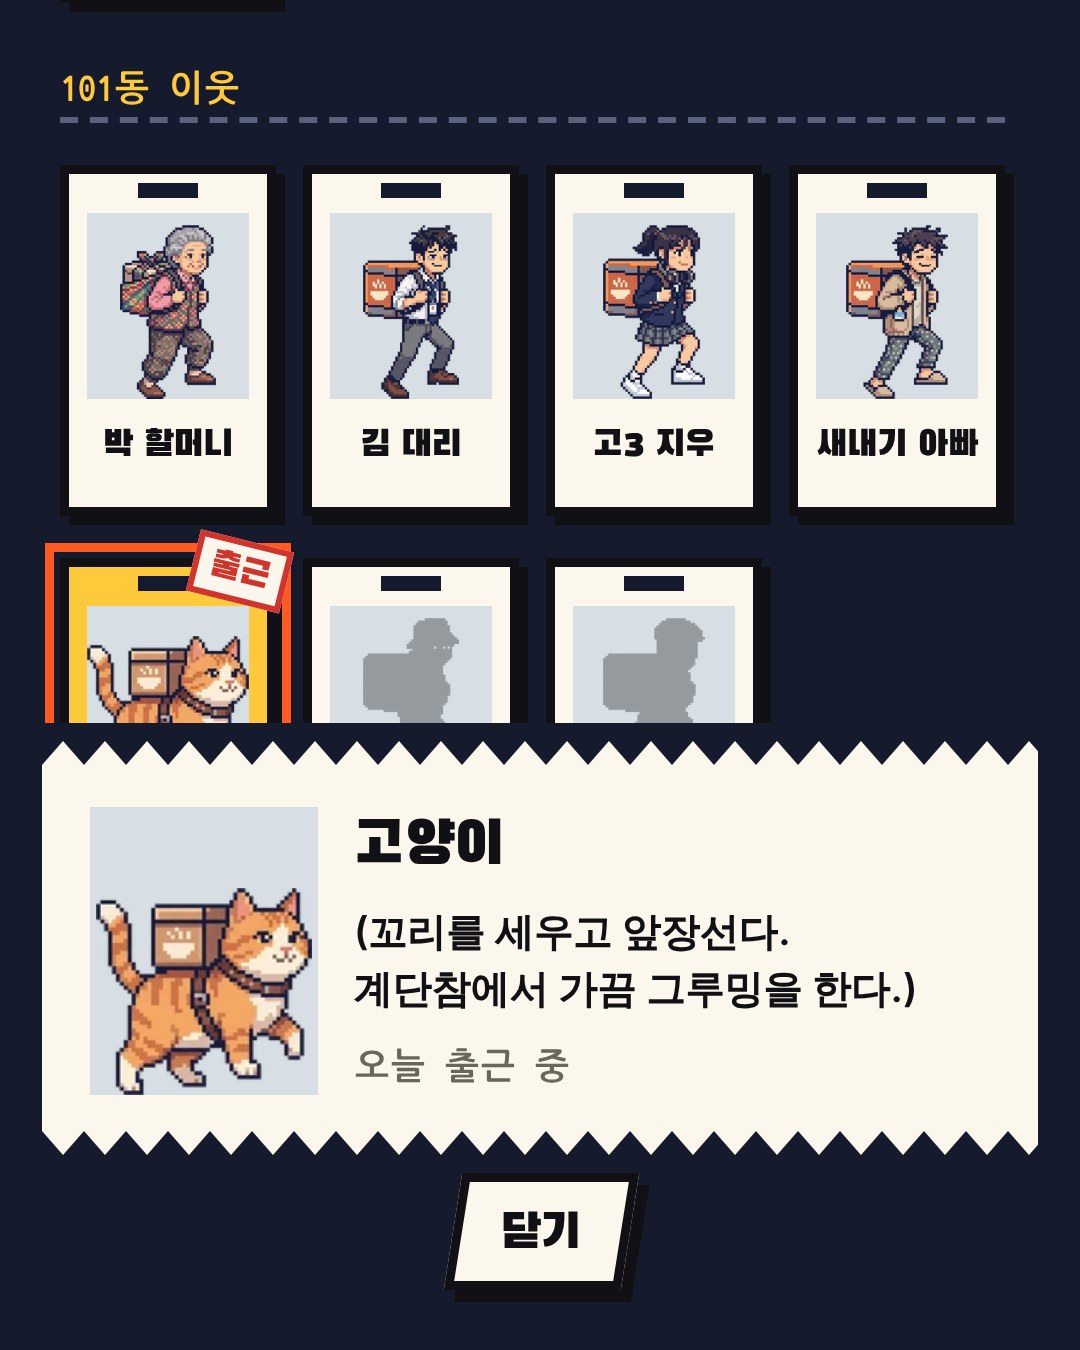 101동 이웃
박 할머니
김 대리
고3 지우
새내기 아빠
출근
고양이
(꼬리를 세우고 앞장선다.
계단참에서 가끔 그루밍을 한다.)
오늘 출근 중
닫기